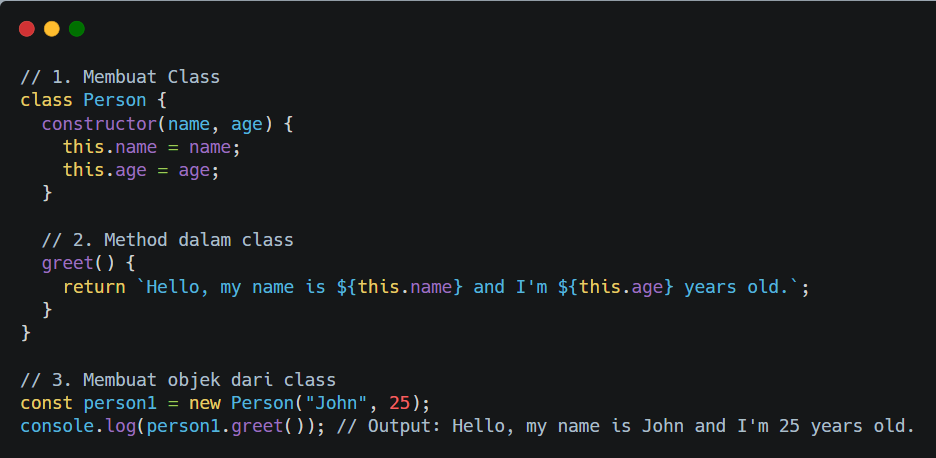 // 1. Membuat Class
class Person {
  constructor(name, age) {
    this.name = name;
    this.age = age;
  }

  // 2. Method dalam class
  greet() {
    return `Hello, my name is ${this.name} and I'm ${this.age} years old.`;
  }
}

// 3. Membuat objek dari class
const person1 = new Person("John", 25);
console.log(person1.greet()); // Output: Hello, my name is John and I'm 25 years old.